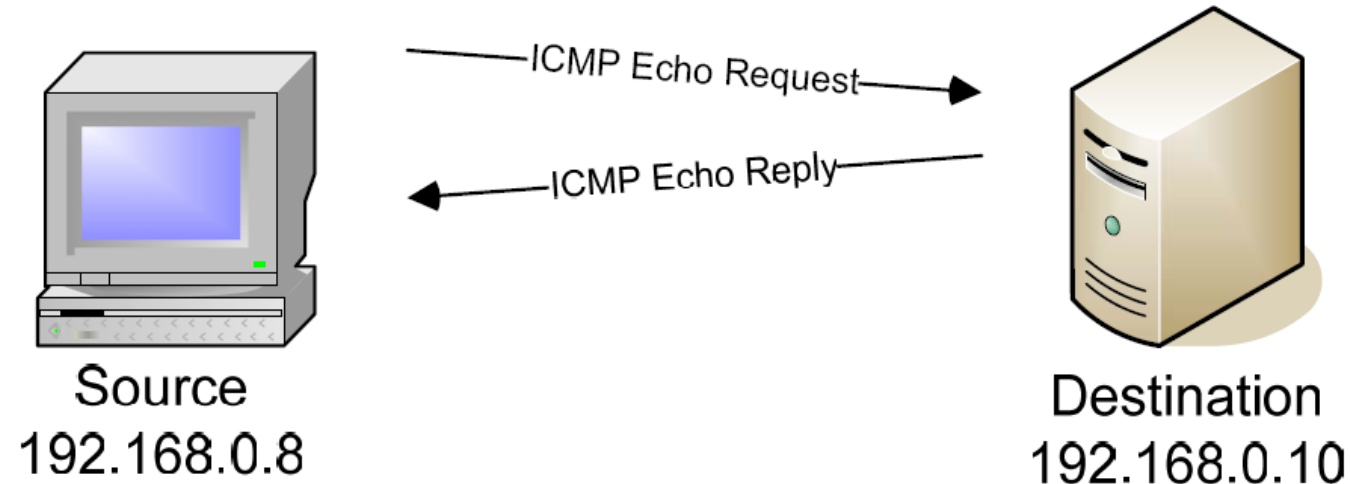 ICMP Echo Request
ICMP Echo Reply
Source
192.168.0.8
Destination
192.168.0.10